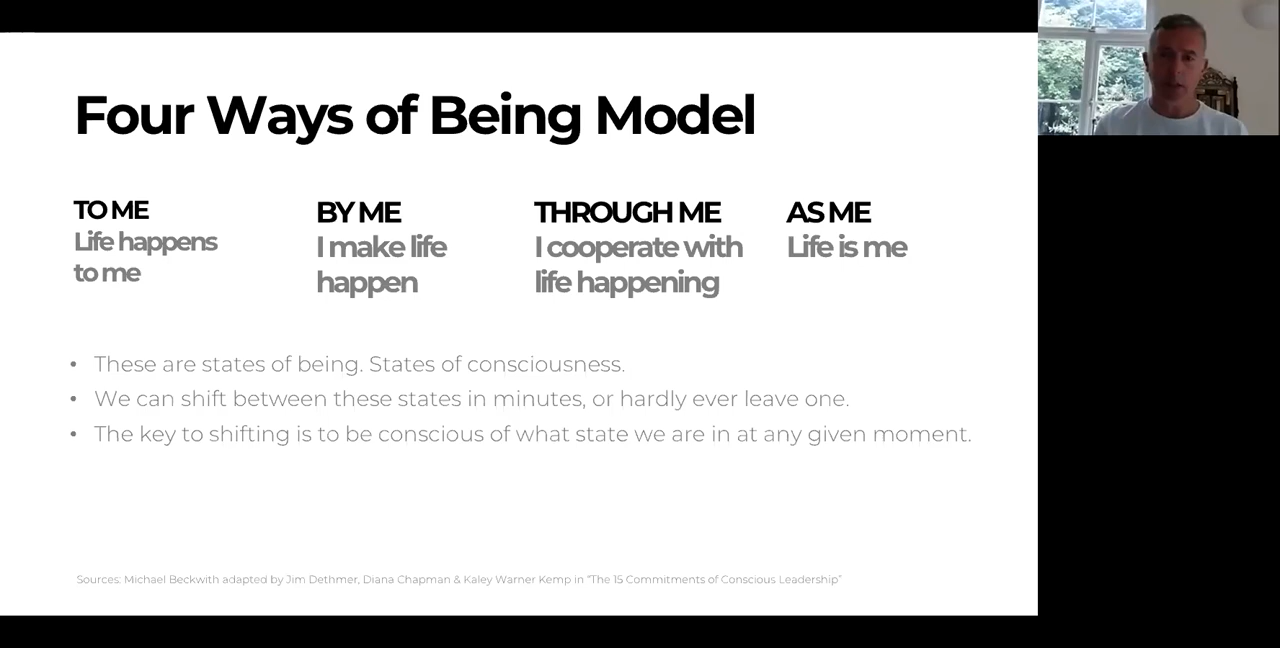 Four Ways of Being Model
TO ME
Life happens
to me
BY ME
I make life
happen
THROUGH ME
I cooperate with
life happening
AS ME
Life is me
• These are states of being. States of consciousness.
• We can shift between these states in minutes, or hardly ever leave one.
• The key to shifting is to be conscious of what state we are in at any given moment.
Sources: Michael Beckwith adapted by Jim Dethmer, Diana Chapman & Kaley Warner Kemp in “The 15 Commitments of Conscious Leadership”